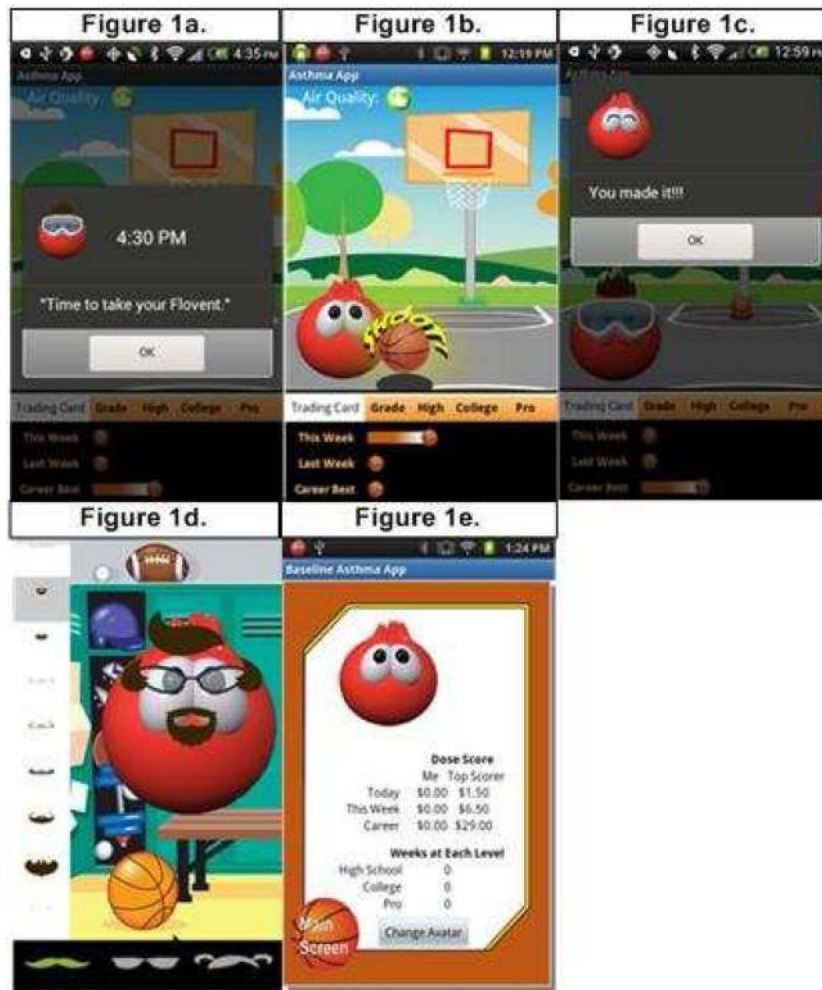 Figure 1a.
4:35 PM
Asthma App
Air Quality:
4:30 PM
"Time to take your Flovent."
OK
Trading Card Grade High College Pro
This Week
Last Week
Career Best
Figure 1b.
12:19 PM
Asthma App
Air Quality:
SHOOT
Trading Card Grade High College Pro
This Week
Last Week
Career Best
Figure 1c.
12:59 PM
Asthma App
You made it!!!
OK
Trading Card Grade High College Pro
This Week
Last Week
Career Best
Figure 1d.
Figure 1e.
1:24 PM
Baseline Asthma App
Dose Score
Me Top Scorer
Today $0.00 $1.50
This Week $0.00 $6.50
Career $0.00 $29.00
Weeks at Each Level
High School 0
College 0
Pro 0
Main
Screen
Change Avatar